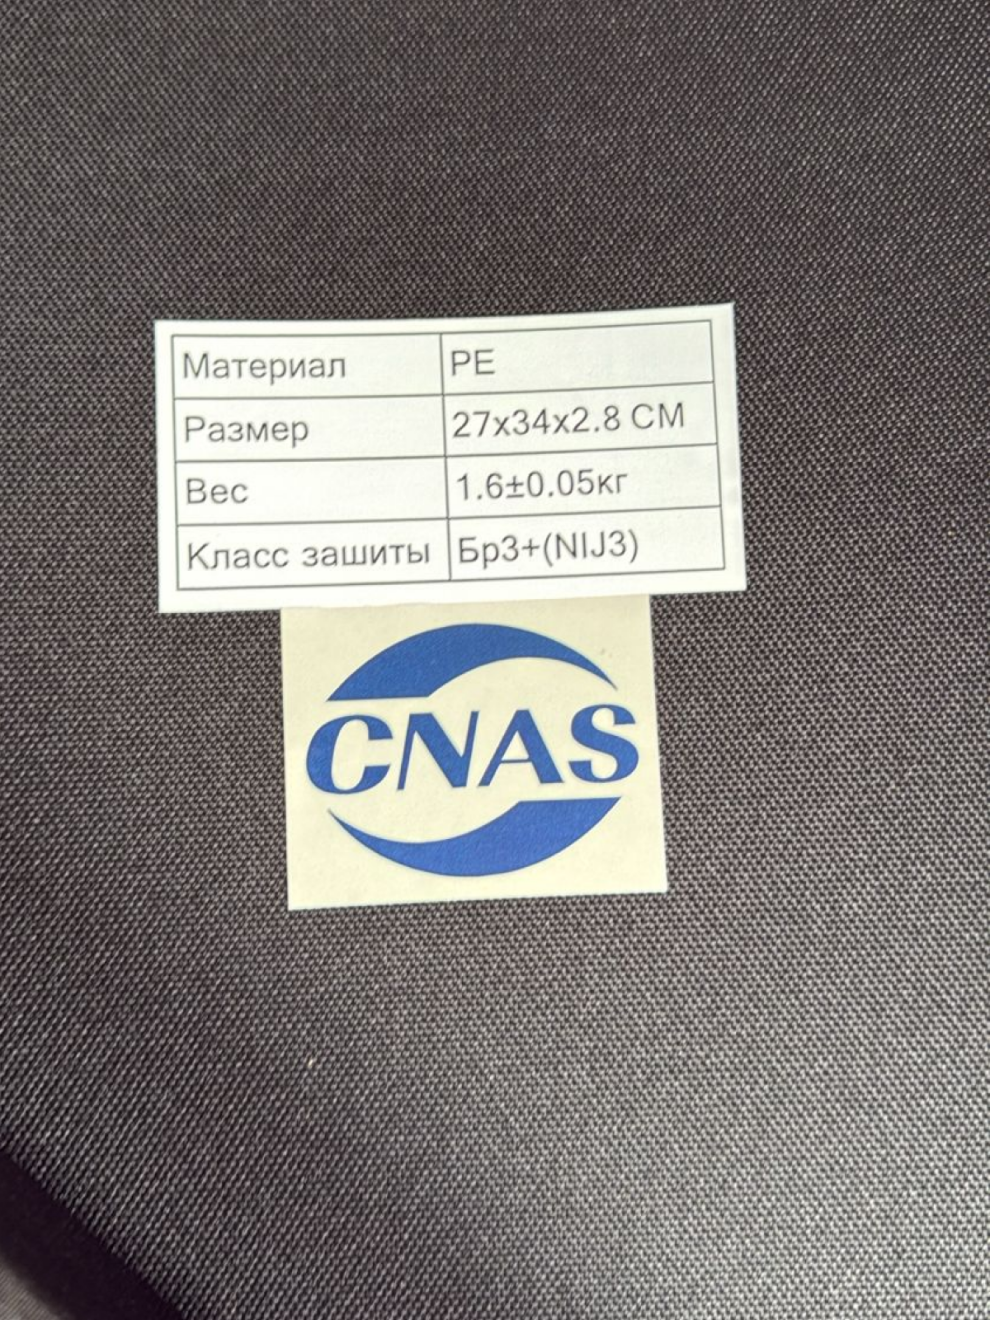 Материал PE
Размер 27x34x2.8 CM
Вес 1.6±0.05кг
Класс зашиты Бр3+(NIJ3)
CNAS